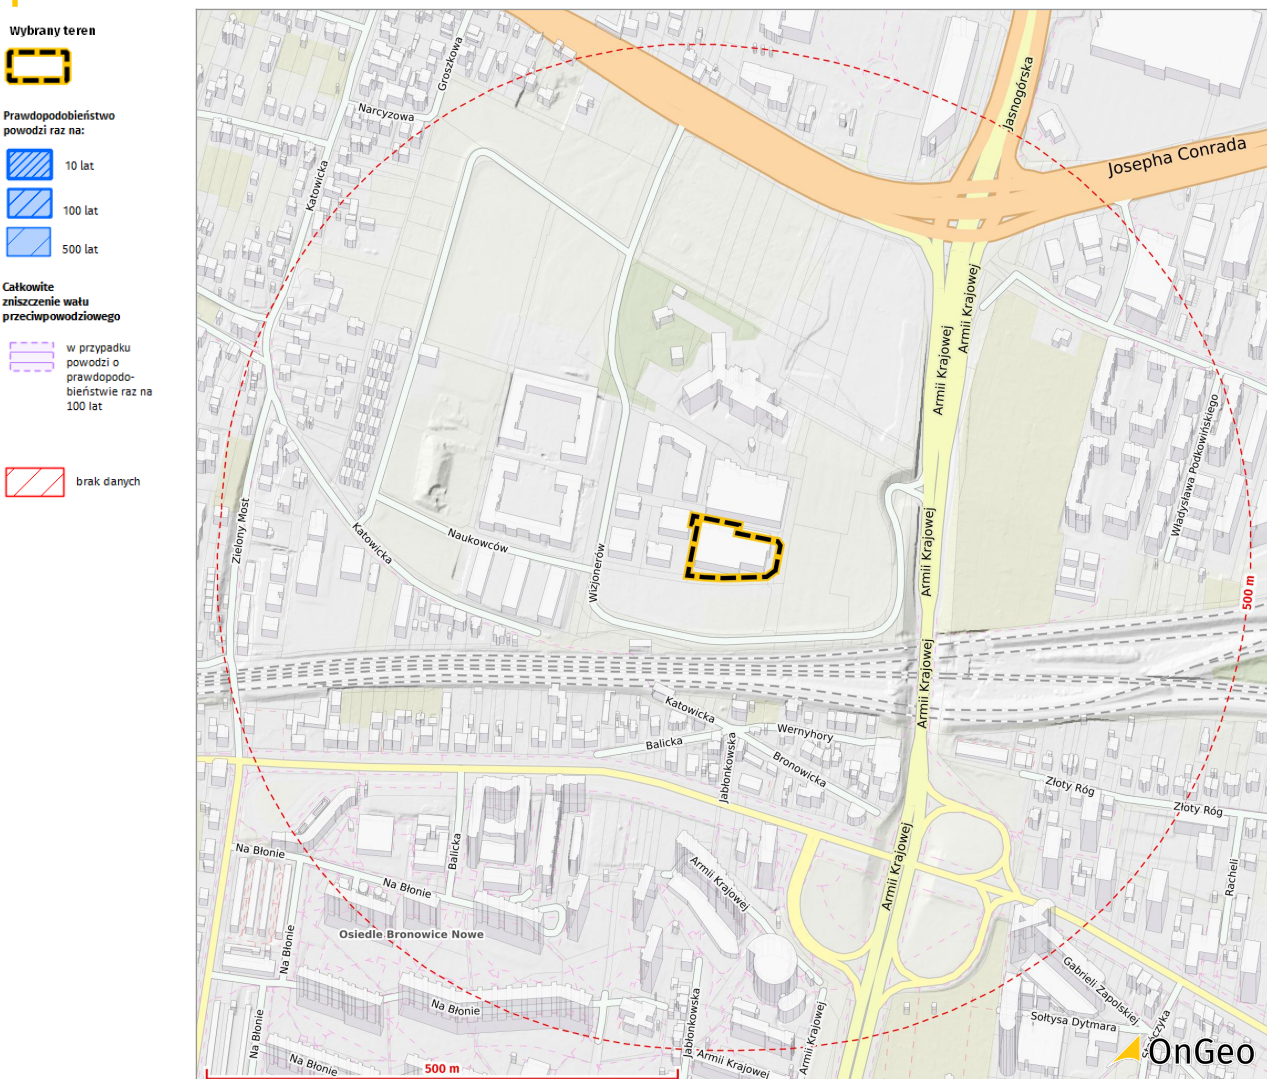 Wybrany teren
Prawdopodobieństwo
powodzi raz na:
10 lat
100 lat
500 lat
Całkowite
zniszczenie wału
przeciwpowodziowego
w przypadku
powodzi o
prawdopodo-
bieństwie raz na
100 lat
brak danych
Groszkowa
Narcyzowa
Katowicka
Jasnogórska
Josepha Conrada
Armii Krajowej
Armii Krajowej
Władysława Podkowińskiego
Zielony Most
Katowicka
Naukowców
Wizjonerów
Armii Krajowej
500 m
Armii Krajowej
Katowicka
Wernyhory
Balicka
Jabłonkowska
Bronowicka
Złoty Róg
Złoty Róg
Na Błonie
Balicka
Na Błonie
Armii Krajowej
Armii Krajowej
Racheli
Osiedle Bronowice Nowe
Na Błonie
Na Błonie
Gabrieli Zapolskiej
Sołtysa Dytmara
Jabłonkowska
Armii Krajowej
Na Błonie
Na Błonie
Armii Krajowej
500 m
OnGeo